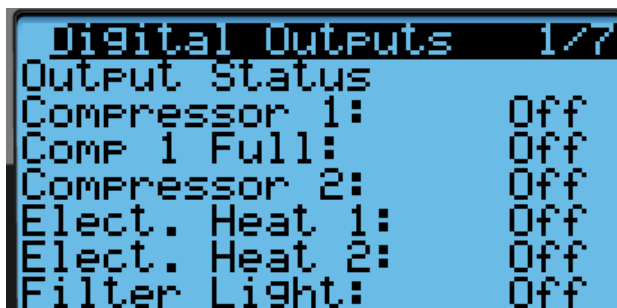 Digital Outputs 1/7
Output Status
Compressor 1: Off
Comp 1 Full: Off
Compressor 2: Off
Elect. Heat 1: Off
Elect. Heat 2: Off
Filter Light: Off